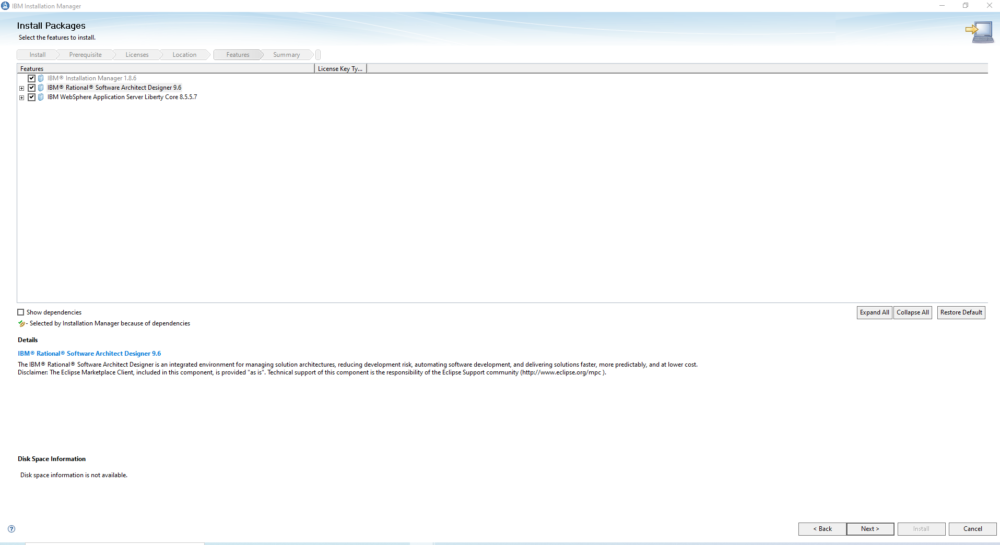 IBM Installation Manager
Install Packages
Select the features to install.
Install Prerequisite Licenses Location Features Summary
Features License Key Ty...
IBM® Installation Manager 1.8.6
IBM® Rational® Software Architect Designer 9.6
IBM WebSphere Application Server Liberty Core 8.5.5.7
Show dependencies Expand All Collapse All Restore Default
- Selected by Installation Manager because of dependencies
Details
IBM® Rational® Software Architect Designer 9.6
The IBM® Rational® Software Architect Designer is an integrated environment for managing solution architectures, reducing development risk, automating software development, and delivering solutions faster, more predictably, and at lower cost.
Disclaimer: The Eclipse Marketplace Client, included in this component, is provided "as is". Technical support of this component is the responsibility of the Eclipse Support community (http://www.eclipse.org/mpc ).
Disk Space Information
Disk space information is not available.
? < Back Next > Install Cancel